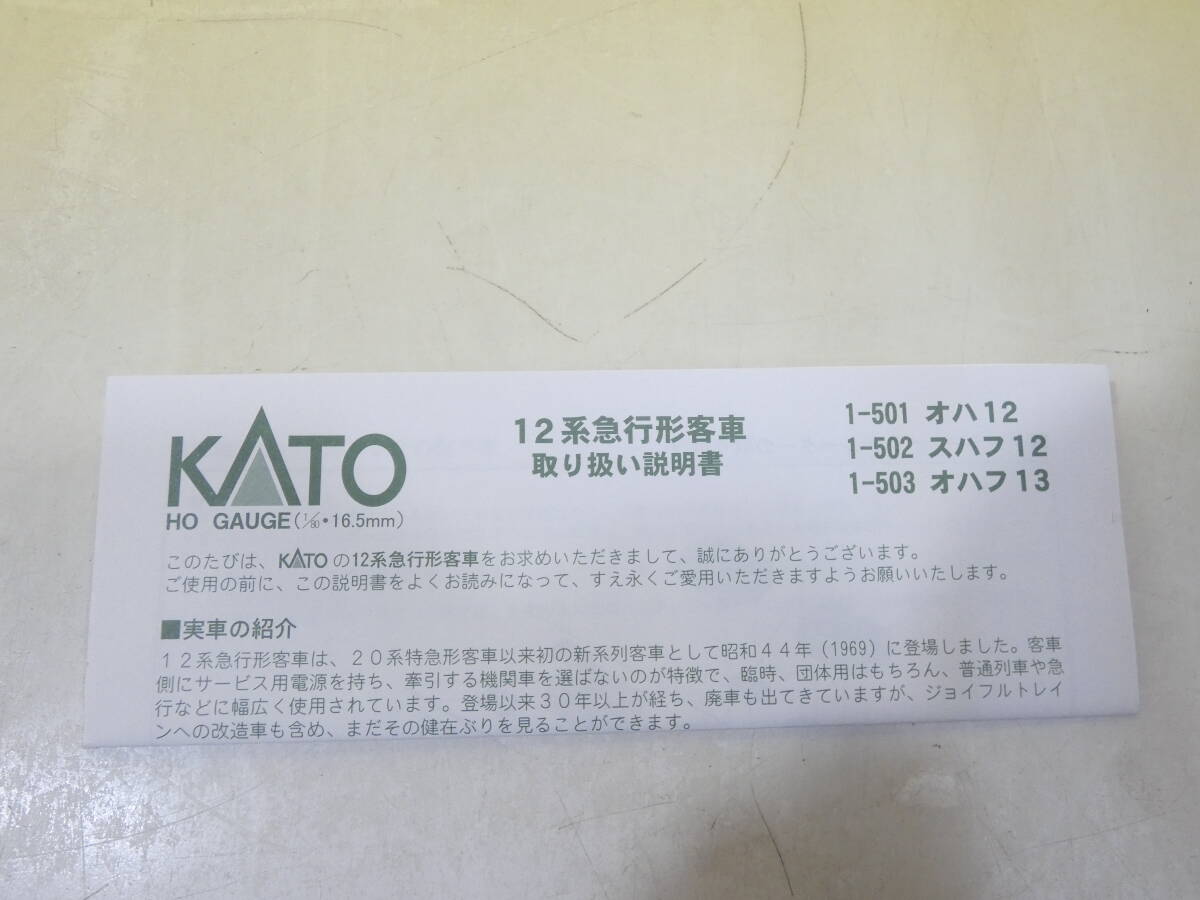 KATO
HO GAUGE(1/80・16.5mm)
12系急行形客車
取り扱い説明書
1-501 オハ12
1-502 スハフ12
1-503 オハフ13
このたびは、KATOの12系急行形客車をお求めいただきまして、誠にありがとうございます。
ご使用の前に、この説明書をよくお読みになって、すえ永くご愛用いただきますようお願いいたします。
■実車の紹介
12系急行形客車は、20系特急形客車以来初の新系列客車として昭和44年(1969)に登場しました。客車
側にサービス用電源を持ち、牽引する機関車を選ばないのが特徴で、臨時、団体用はもちろん、普通列車や急
行などに幅広く使用されています。登場以来30年以上が経ち、廃車も出てきていますが、ジョイフルトレイ
ンへの改造車も含め、まだその健在ぶりを見ることができます。